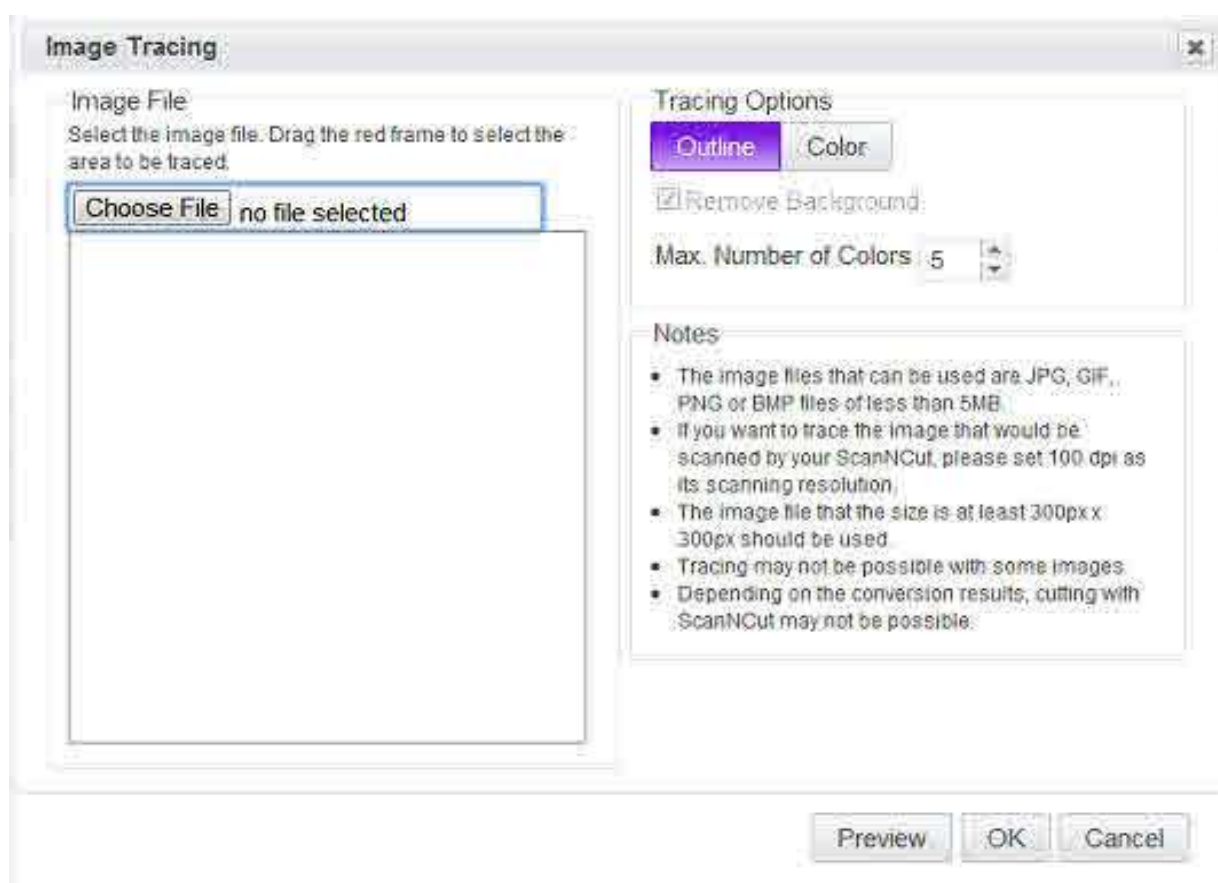 Image Tracing
Image File
Select the image file. Drag the red frame to select the
area to be traced.
Choose File no file selected
Tracing Options
Outline Color
Remove Background
Max. Number of Colors 5
Notes
• The image files that can be used are JPG, GIF,
PNG or BMP files of less than 5MB.
• If you want to trace the image that would be
scanned by your ScanNCut, please set 100 dpi as
its scanning resolution.
• The image file that the size is at least 300px x
300px should be used.
• Tracing may not be possible with some images.
• Depending on the conversion results, cutting with
ScanNCut may not be possible.
Preview OK Cancel